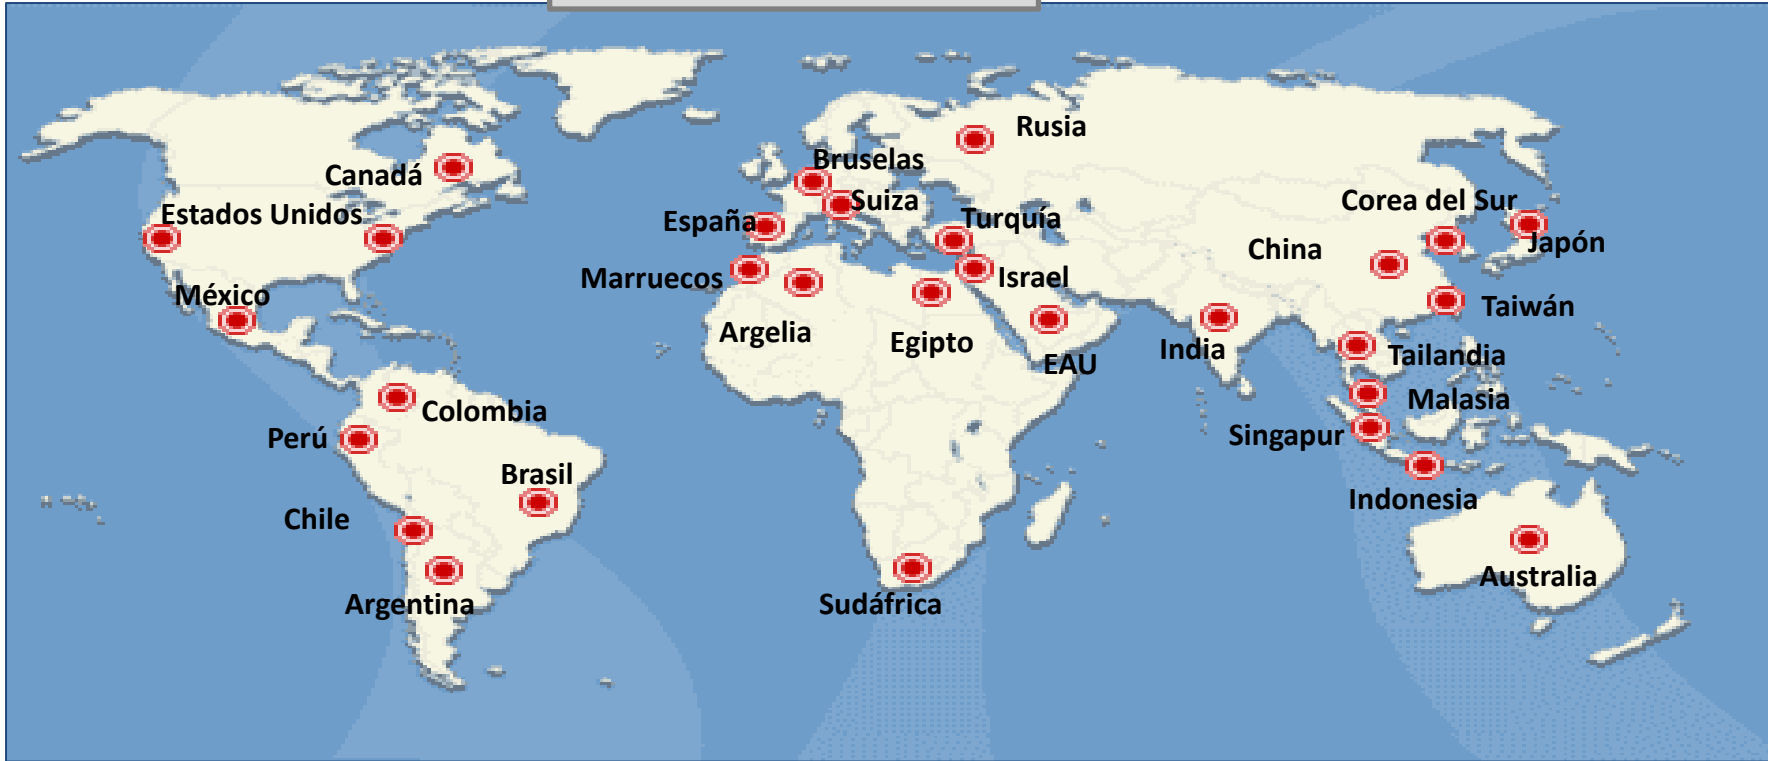 Rusia
Bruselas
Canadá
Suiza
Corea del Sur
Estados Unidos
España
Turquía
Japón
China
Marruecos
Israel
México
Taiwán
Argelia
Egipto
India
Tailandia
EAU
Malasia
Colombia
Singapur
Perú
Brasil
Indonesia
Chile
Australia
Argentina
Sudáfrica